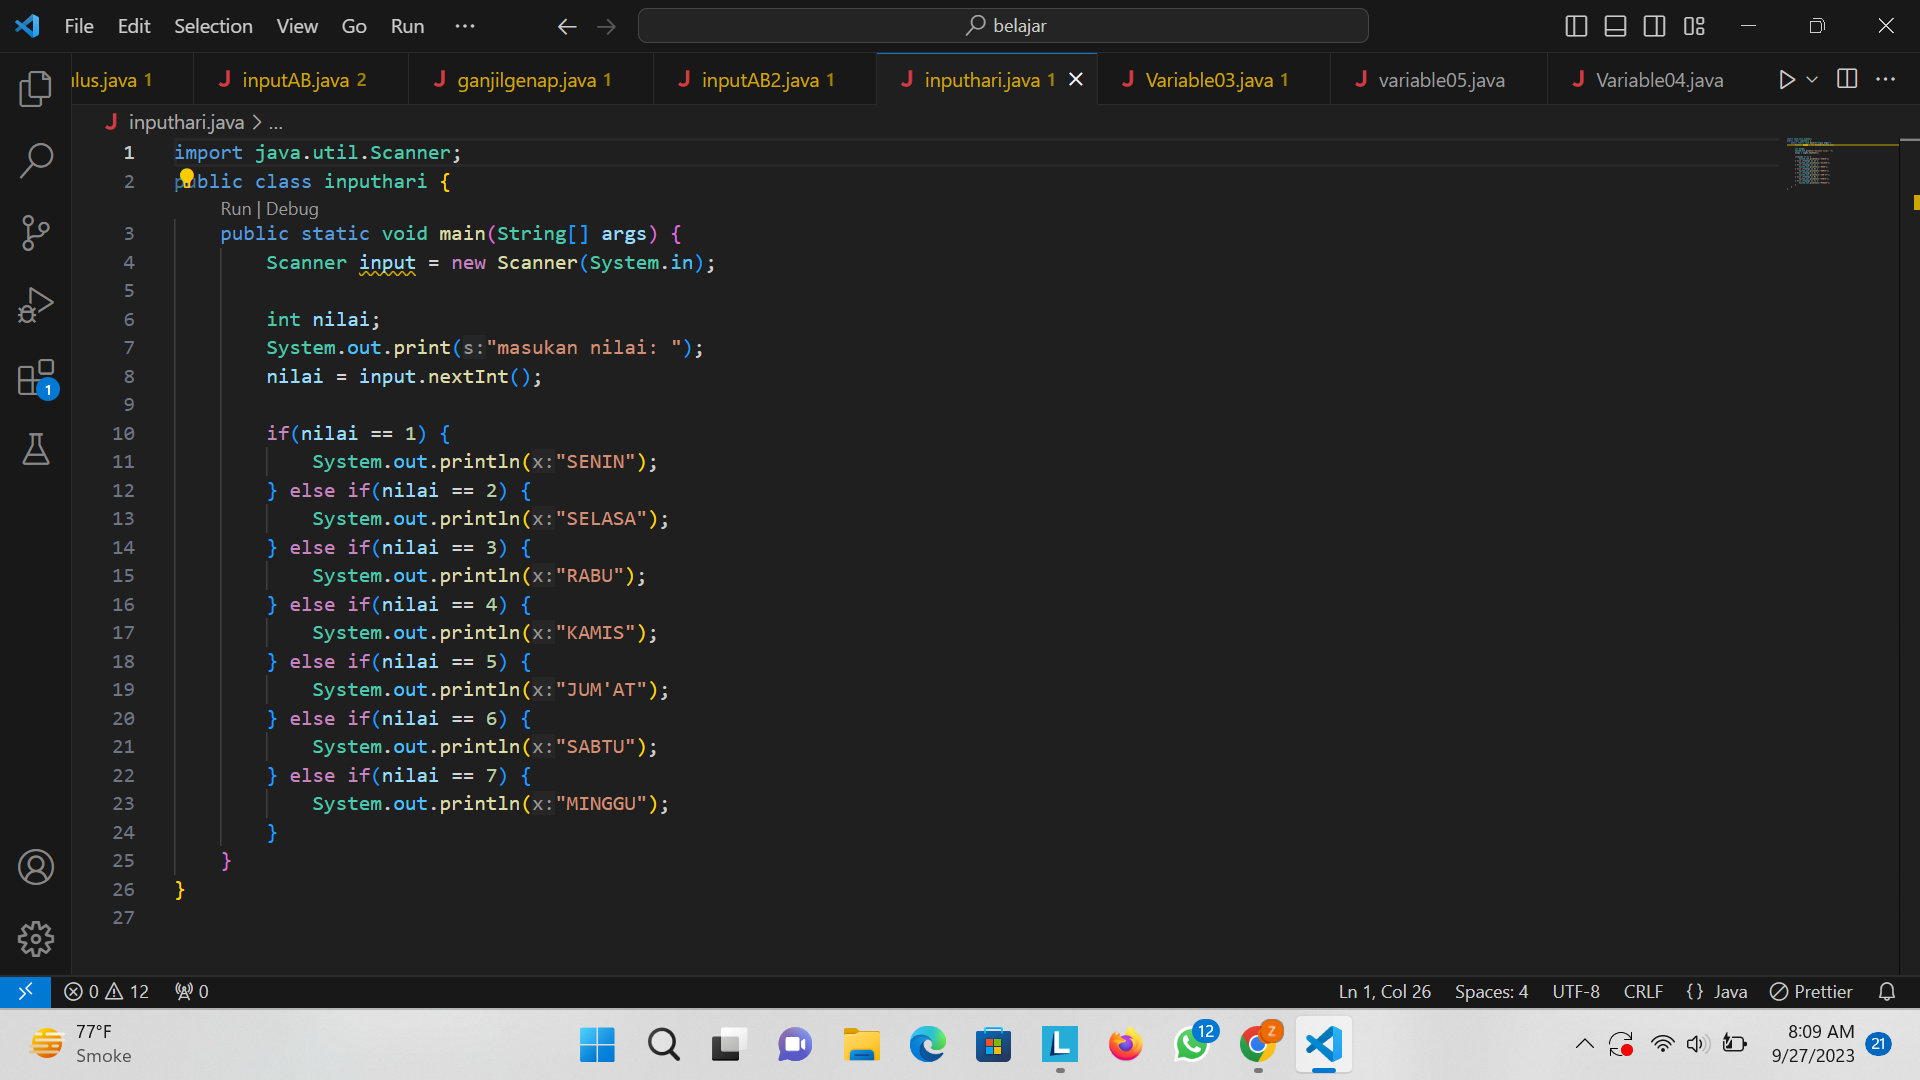 File Edit Selection View Go Run ··· belajar
lus.java 1 inputAB.java 2 ganjilgenap.java 1 inputAB2.java 1 inputhari.java 1 Variable03.java 1 variable05.java Variable04.java
inputhari.java > ...
1 import java.util.Scanner;
2 public class inputhari {
Run | Debug
3 public static void main(String[] args) {
4 Scanner input = new Scanner(System.in);
5
6 int nilai;
7 System.out.print(s:"masukan nilai: ");
8 nilai = input.nextInt();
9
10 if(nilai == 1) {
11 System.out.println(x:"SENIN");
12 } else if(nilai == 2) {
13 System.out.println(x:"SELASA");
14 } else if(nilai == 3) {
15 System.out.println(x:"RABU");
16 } else if(nilai == 4) {
17 System.out.println(x:"KAMIS");
18 } else if(nilai == 5) {
19 System.out.println(x:"JUM'AT");
20 } else if(nilai == 6) {
21 System.out.println(x:"SABTU");
22 } else if(nilai == 7) {
23 System.out.println(x:"MINGGU");
24 }
25 }
26 }
27
1
0 12 0 Ln 1, Col 26 Spaces: 4 UTF-8 CRLF {} Java Prettier
77°F
Smoke
L
12
Z
8:09 AM
9/27/2023
21